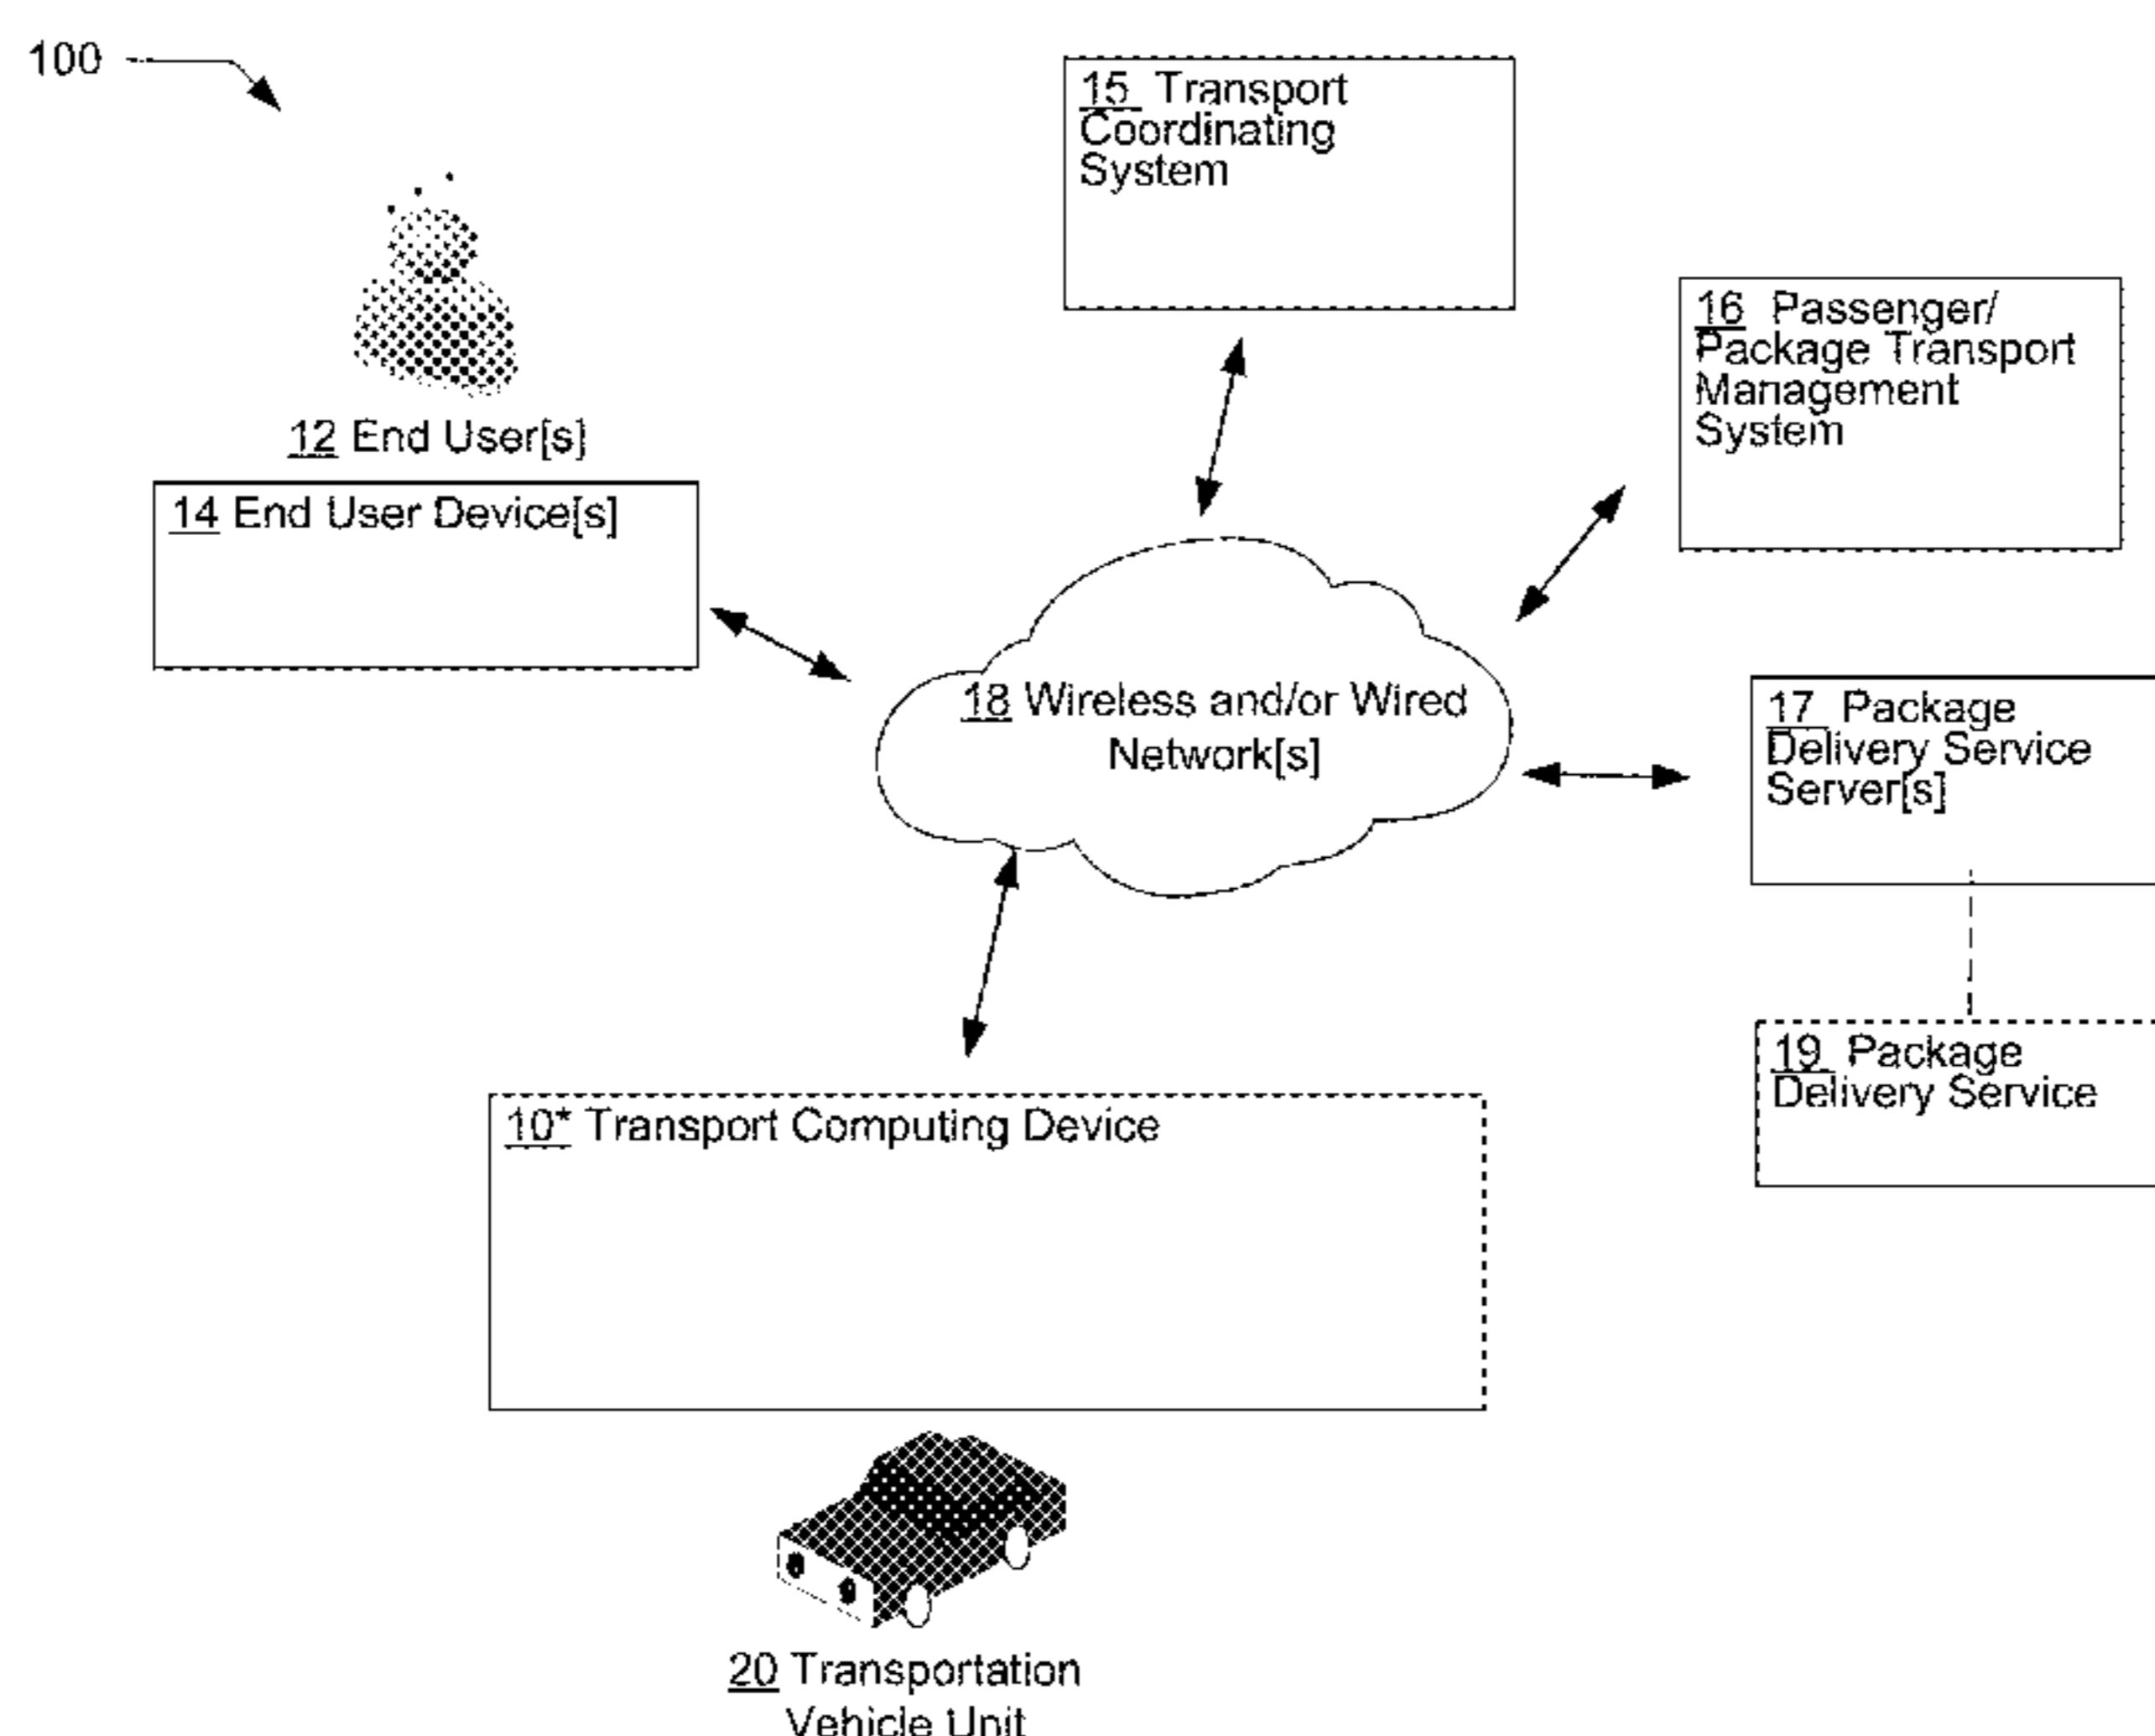 100
15 Transport
Coordinating
System
16 Passenger/
Package Transport
Management
System
12 End User[s]
14 End User Device[s]
18 Wireless and/or Wired
Network[s]
17 Package
Delivery Service
Server[s]
19 Package
Delivery Service
10* Transport Computing Device
20 Transportation
Vehicle Unit